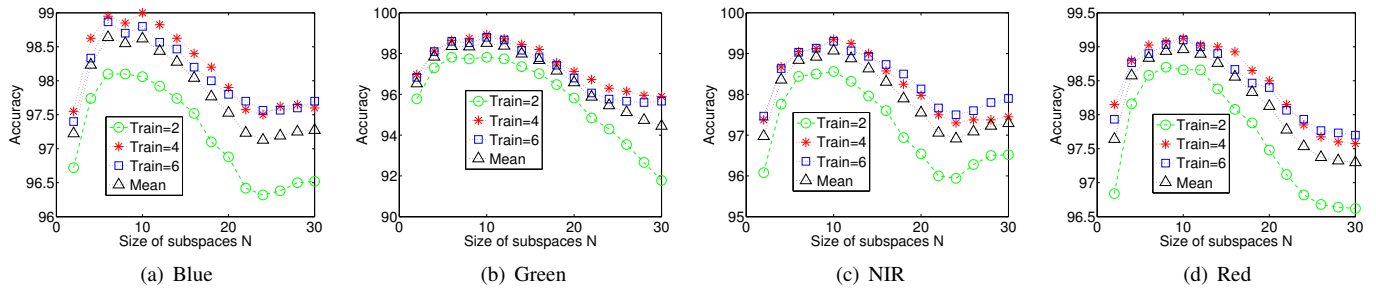 99
98.5
98
97.5
97
96.5
96
Accuracy
0 10 20 30
Size of subspaces N
Train=2
Train=4
Train=6
Mean
(a) Blue
100
98
96
94
92
90
Accuracy
0 10 20 30
Size of subspaces N
Train=2
Train=4
Train=6
Mean
(b) Green
100
99
98
97
96
95
Accuracy
0 10 20 30
Size of subspaces N
Train=2
Train=4
Train=6
Mean
(c) NIR
99.5
99
98.5
98
97.5
97
96.5
Accuracy
0 10 20 30
Size of subspaces N
Train=2
Train=4
Train=6
Mean
(d) Red